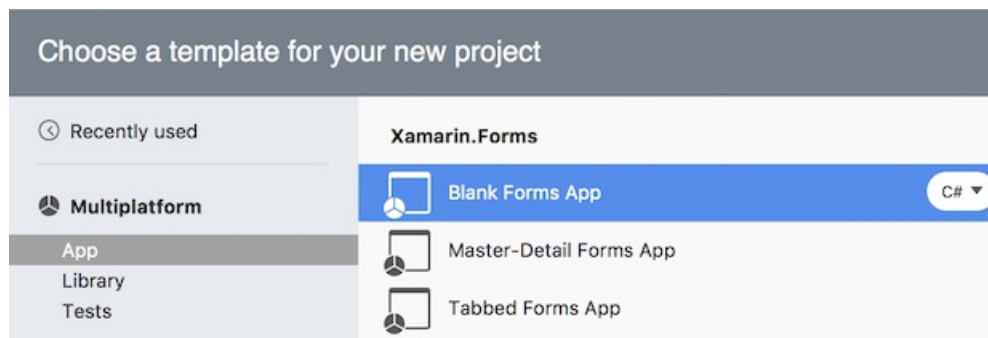 Choose a template for your new project
Recently used
Multiplatform
App
Library
Tests
Xamarin.Forms
Blank Forms App
C#
Master-Detail Forms App
Tabbed Forms App